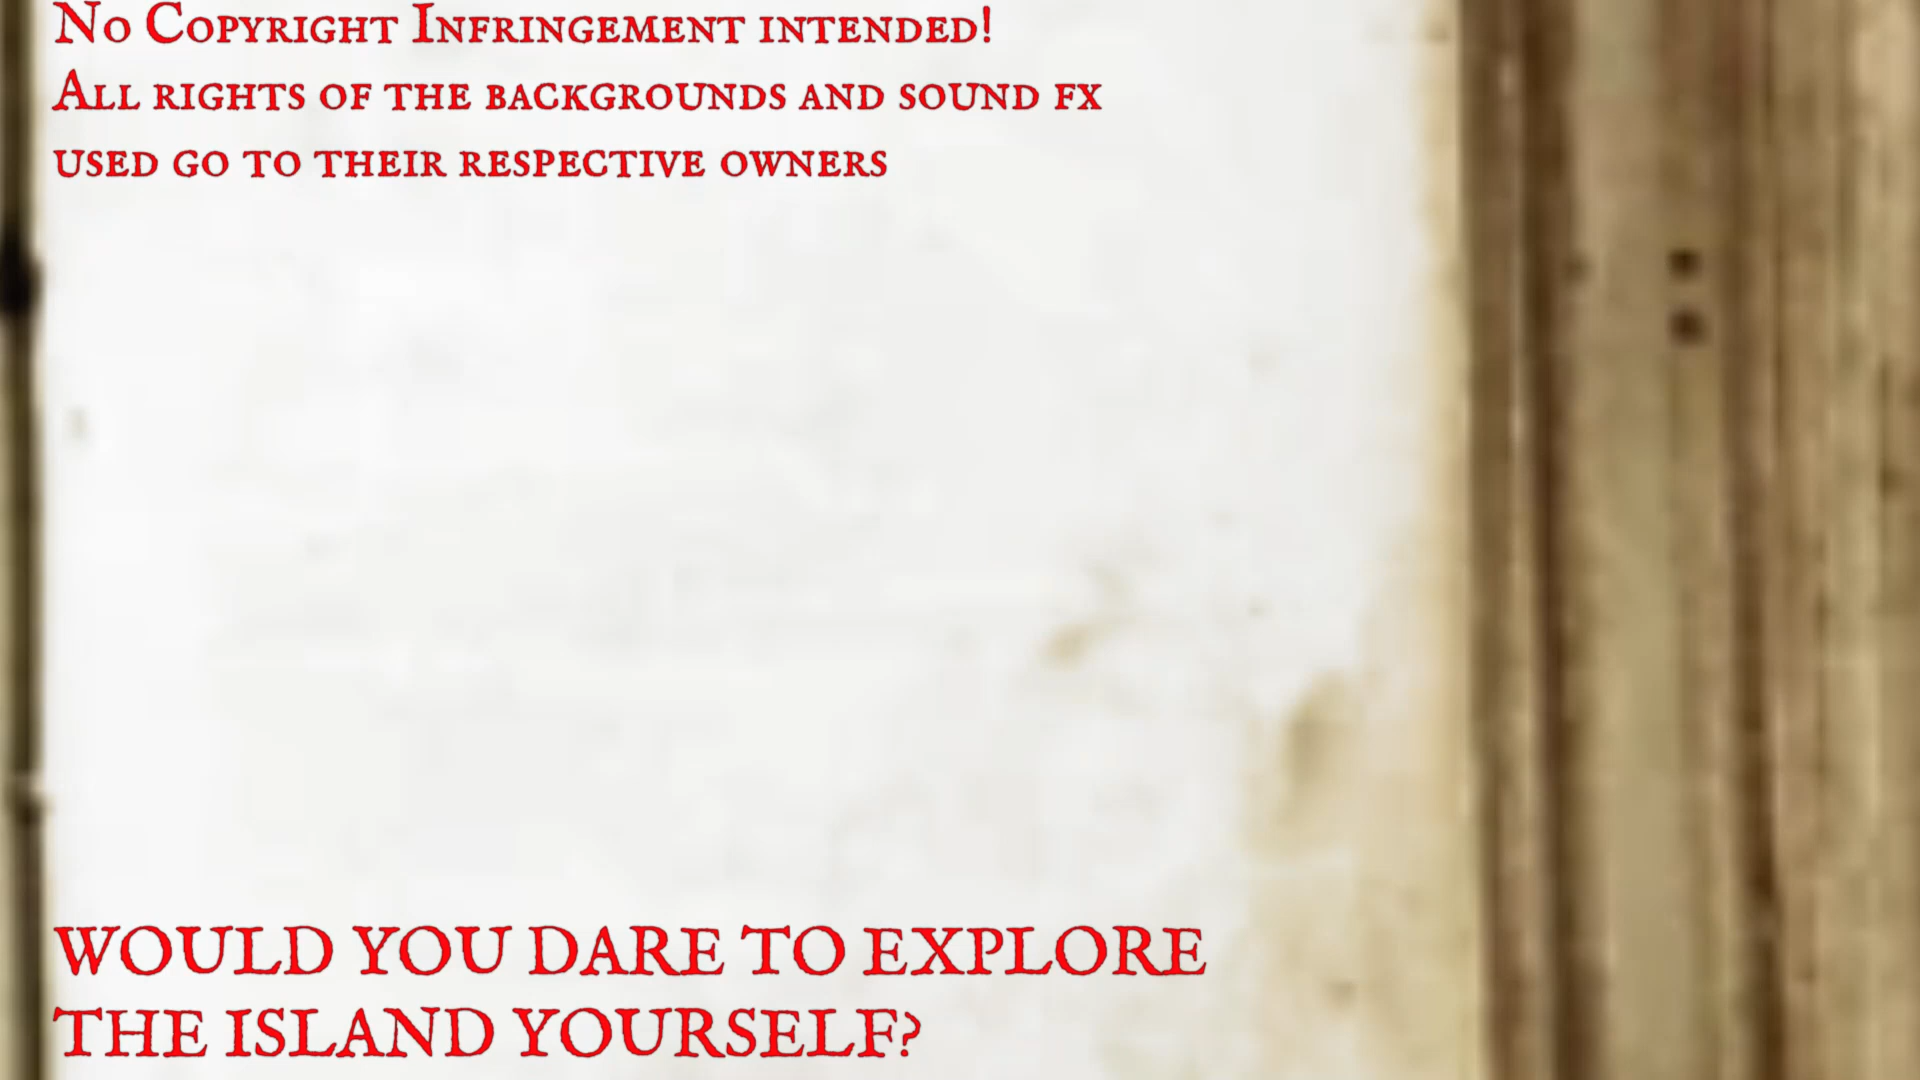 No Copyright Infringement intended!
All rights of the backgrounds and sound fx
used go to their respective owners
WOULD YOU DARE TO EXPLORE
THE ISLAND YOURSELF?